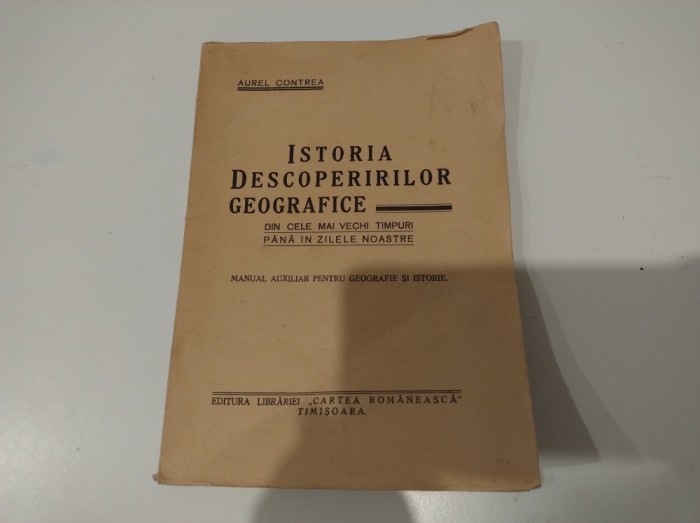 AUREL CONTREA
ISTORIA
DESCOPERIRILOR
GEOGRAFICE
DIN CELE MAI VECHI TIMPURI
PÂNĂ IN ZILELE NOASTRE
MANUAL AUXILIAR PENTRU GEOGRAFIE ȘI ISTORIE.
EDITURA LIBRĂRIEI „CARTEA ROMÂNEASCĂ"
TIMIȘOARA.